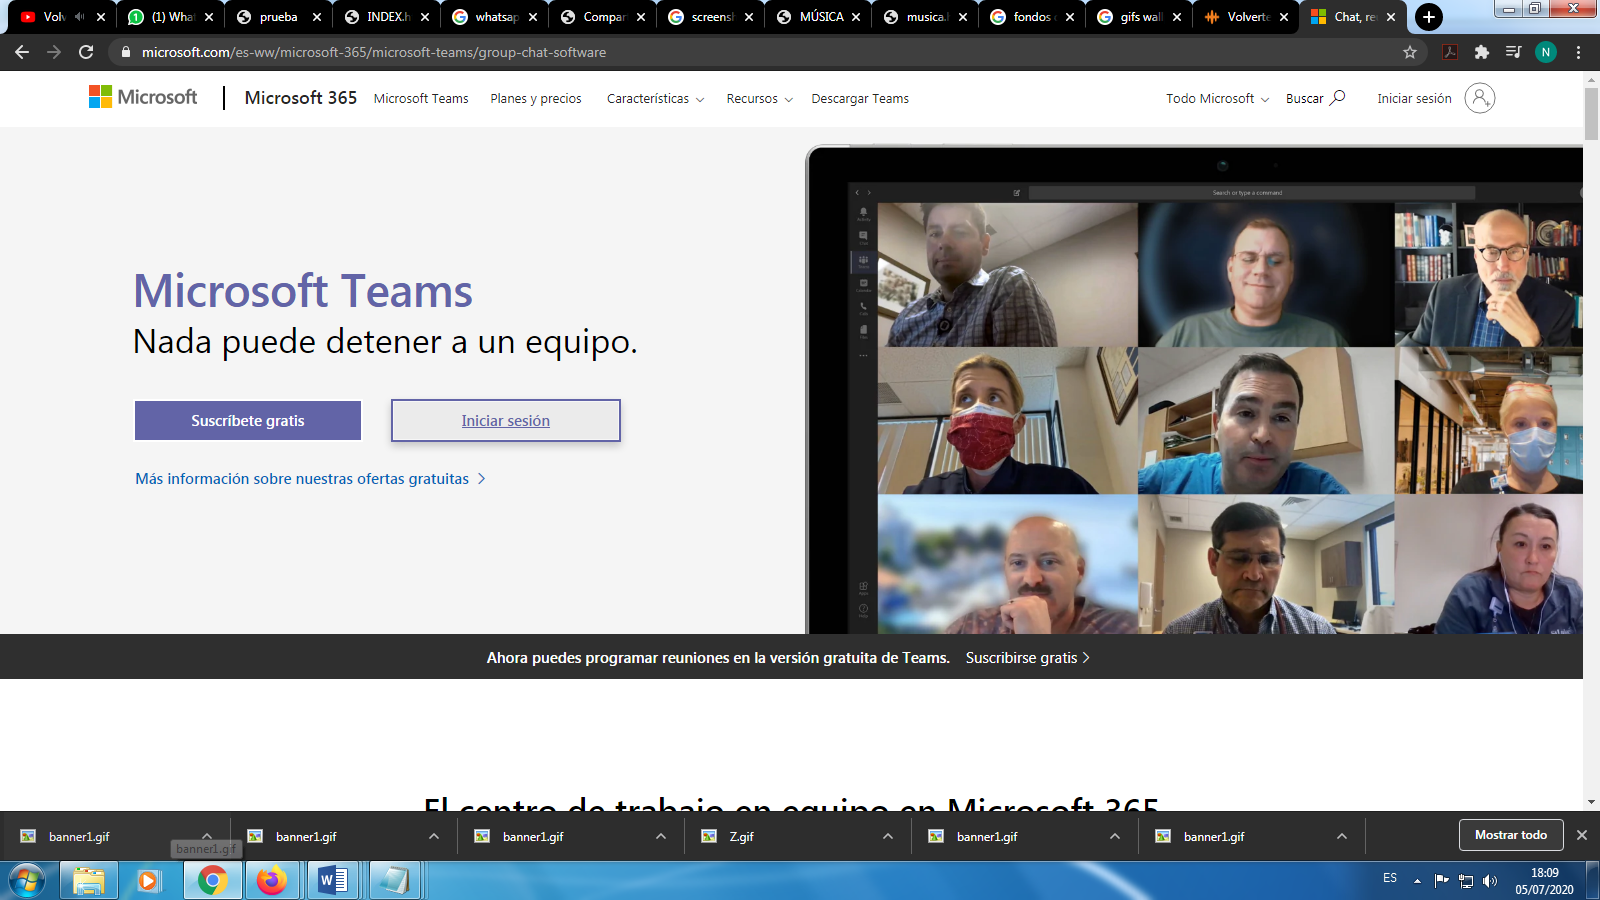 Volv
(1) What
prueba
INDEX.h
whatsap
Compar
screensh
MÚSICA
musica.l
fondos
gifs wall
Volverte
Chat, re
microsoft.com/es-ww/microsoft-365/microsoft-teams/group-chat-software
N
Microsoft
Microsoft 365
Microsoft Teams
Planes y precios
Características
Recursos
Descargar Teams
Todo Microsoft
Buscar
Iniciar sesión
Search or type a command
Microsoft Teams
Nada puede detener a un equipo.
Suscríbete gratis
Iniciar sesión
Más información sobre nuestras ofertas gratuitas
Ahora puedes programar reuniones en la versión gratuita de Teams. Suscribirse gratis
El centro de trabajo en equipo en Microsoft 365
banner1.gif
banner1.gif
banner1.gif
Z.gif
banner1.gif
banner1.gif
Mostrar todo
banner1.gif
ES
18:09
05/07/2020